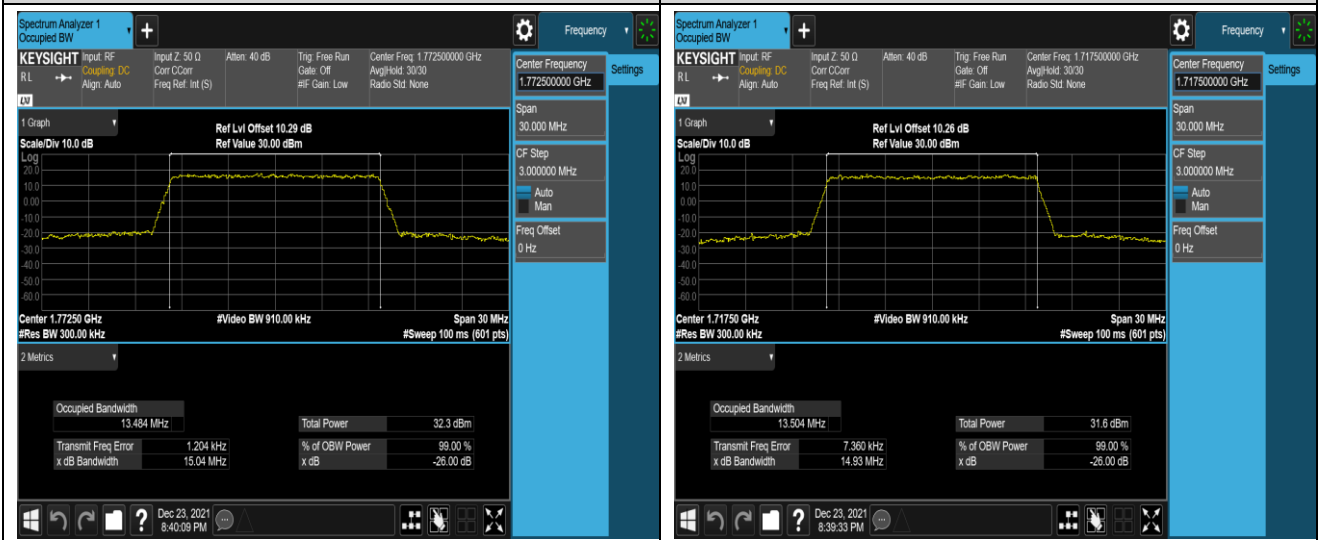 Spectrum Analyzer 1
Occupied BW
+
Frequency
KEYSIGHT Input: RF Input Z: 50 Ω Atten: 40 dB Trig: Free Run Center Freq: 1.772500000 GHz
RL Coupling: DC Corr CCorr Gate: Off Avg|Hold: 30/30
Align: Auto Freq Ref: Int (S) #IF Gain: Low Radio Std: None
LXI
Center Frequency
1.772500000 GHz
Settings
Span
30.000 MHz
CF Step
3.000000 MHz
Auto
Man
Freq Offset
0 Hz
1 Graph
Ref Lvl Offset 10.29 dB
Scale/Div 10.0 dB Ref Value 30.00 dBm
Log
20.0
10.0
0.00
-10.0
-20.0
-30.0
-40.0
-50.0
-60.0
Center 1.77250 GHz #Video BW 910.00 kHz Span 30 MHz
#Res BW 300.00 kHz #Sweep 100 ms (601 pts)
2 Metrics
Occupied Bandwidth
13.484 MHz Total Power 32.3 dBm
Transmit Freq Error 1.204 kHz % of OBW Power 99.00 %
x dB Bandwidth 15.04 MHz x dB -26.00 dB
?
Dec 23, 2021
8:40:09 PM
Spectrum Analyzer 1
Occupied BW
+
Frequency
KEYSIGHT Input: RF Input Z: 50 Ω Atten: 40 dB Trig: Free Run Center Freq: 1.717500000 GHz
RL Coupling: DC Corr CCorr Gate: Off Avg|Hold: 30/30
Align: Auto Freq Ref: Int (S) #IF Gain: Low Radio Std: None
LXI
Center Frequency
1.717500000 GHz
Settings
Span
30.000 MHz
CF Step
3.000000 MHz
Auto
Man
Freq Offset
0 Hz
1 Graph
Ref Lvl Offset 10.26 dB
Scale/Div 10.0 dB Ref Value 30.00 dBm
Log
20.0
10.0
0.00
-10.0
-20.0
-30.0
-40.0
-50.0
-60.0
Center 1.71750 GHz #Video BW 910.00 kHz Span 30 MHz
#Res BW 300.00 kHz #Sweep 100 ms (601 pts)
2 Metrics
Occupied Bandwidth
13.504 MHz Total Power 31.6 dBm
Transmit Freq Error 7.360 kHz % of OBW Power 99.00 %
x dB Bandwidth 14.93 MHz x dB -26.00 dB
?
Dec 23, 2021
8:39:33 PM